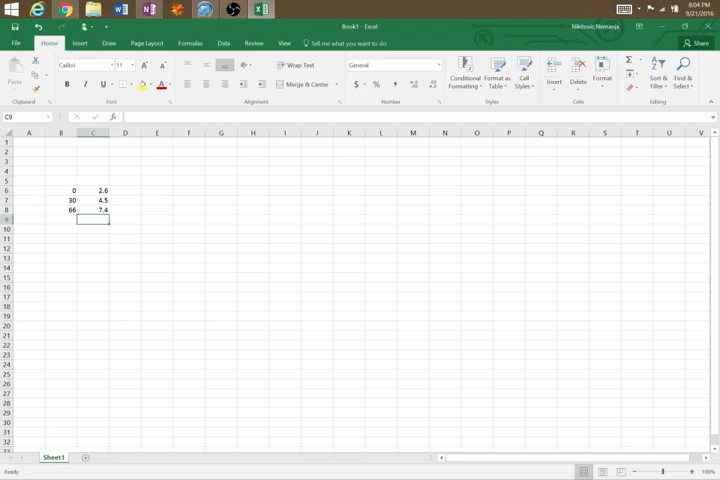 8:04 PM
9/21/2016
Book1 - Excel
Nikitovic,Nemanja
File Home Insert Draw Page Layout Formulas Data Review View Tell me what you want to do Share
Calibri 11 Wrap Text General
Paste B I U Merge & Center $ % , Conditional Formatting Format as Table Cell Styles Insert Delete Format Sort & Filter Find & Select
Clipboard Font Alignment Number Styles Cells Editing
C9 fx
A B C D E F G H I J K L M N O P Q R S T U V
1
2
3
4
5
6 0 2.6
7 30 4.5
8 66 7.4
9
10
11
12
13
14
15
16
17
18
19
20
21
22
23
24
25
26
27
28
29
30
31
32
33
Sheet1
Ready 100%